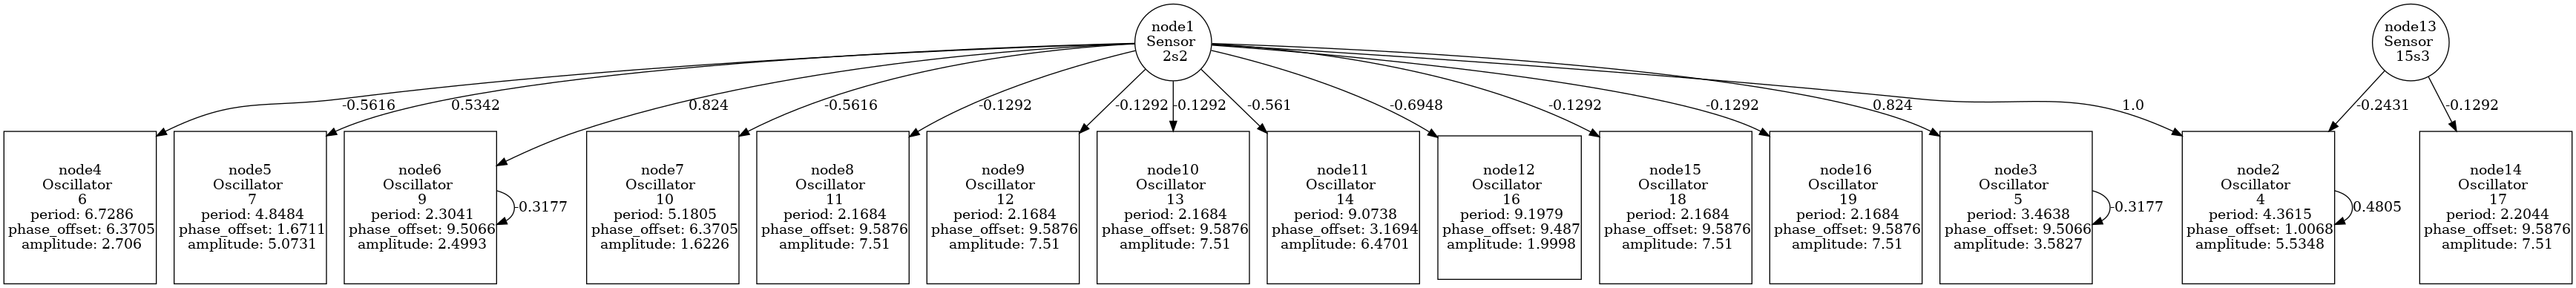 node1
Sensor
2s2
node13
Sensor
15s3
-0.5616
0.5342
0.824
-0.5616
-0.1292
-0.1292
-0.1292
-0.561
-0.6948
-0.1292
-0.1292
0.824
1.0
-0.2431
-0.1292
node4
Oscillator
6
period: 6.7286
phase_offset: 6.3705
amplitude: 2.706
node5
Oscillator
7
period: 4.8484
phase_offset: 1.6711
amplitude: 5.0731
node6
Oscillator
9
period: 2.3041
phase_offset: 9.5066
amplitude: 2.4993
-0.3177
node7
Oscillator
10
period: 5.1805
phase_offset: 6.3705
amplitude: 1.6226
node8
Oscillator
11
period: 2.1684
phase_offset: 9.5876
amplitude: 7.51
node9
Oscillator
12
period: 2.1684
phase_offset: 9.5876
amplitude: 7.51
node10
Oscillator
13
period: 2.1684
phase_offset: 9.5876
amplitude: 7.51
node11
Oscillator
14
period: 9.0738
phase_offset: 3.1694
amplitude: 6.4701
node12
Oscillator
16
period: 9.1979
phase_offset: 9.487
amplitude: 1.9998
node15
Oscillator
18
period: 2.1684
phase_offset: 9.5876
amplitude: 7.51
node16
Oscillator
19
period: 2.1684
phase_offset: 9.5876
amplitude: 7.51
node3
Oscillator
5
period: 3.4638
phase_offset: 9.5066
amplitude: 3.5827
-0.3177
node2
Oscillator
4
period: 4.3615
phase_offset: 1.0068
amplitude: 5.5348
0.4805
node14
Oscillator
17
period: 2.2044
phase_offset: 9.5876
amplitude: 7.51